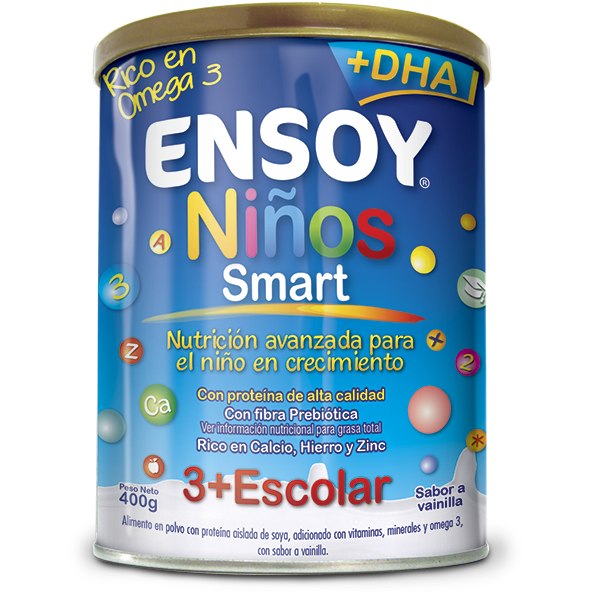 Rico en
Omega 3
+DHA
ENSOY®
Niños
Smart
A
3
Z
Ca
+
2
*
Nutrición avanzada para
el niño en crecimiento
Con proteína de alta calidad
Con fibra Prebiótica
Ver información nutricional para grasa total
Rico en Calcio, Hierro y Zinc
3+Escolar
Peso Neto
400g
Sabor a
vainilla
Alimento en polvo con proteína aislada de soya, adicionado con vitaminas, minerales y omega 3,
con sabor a vainilla.